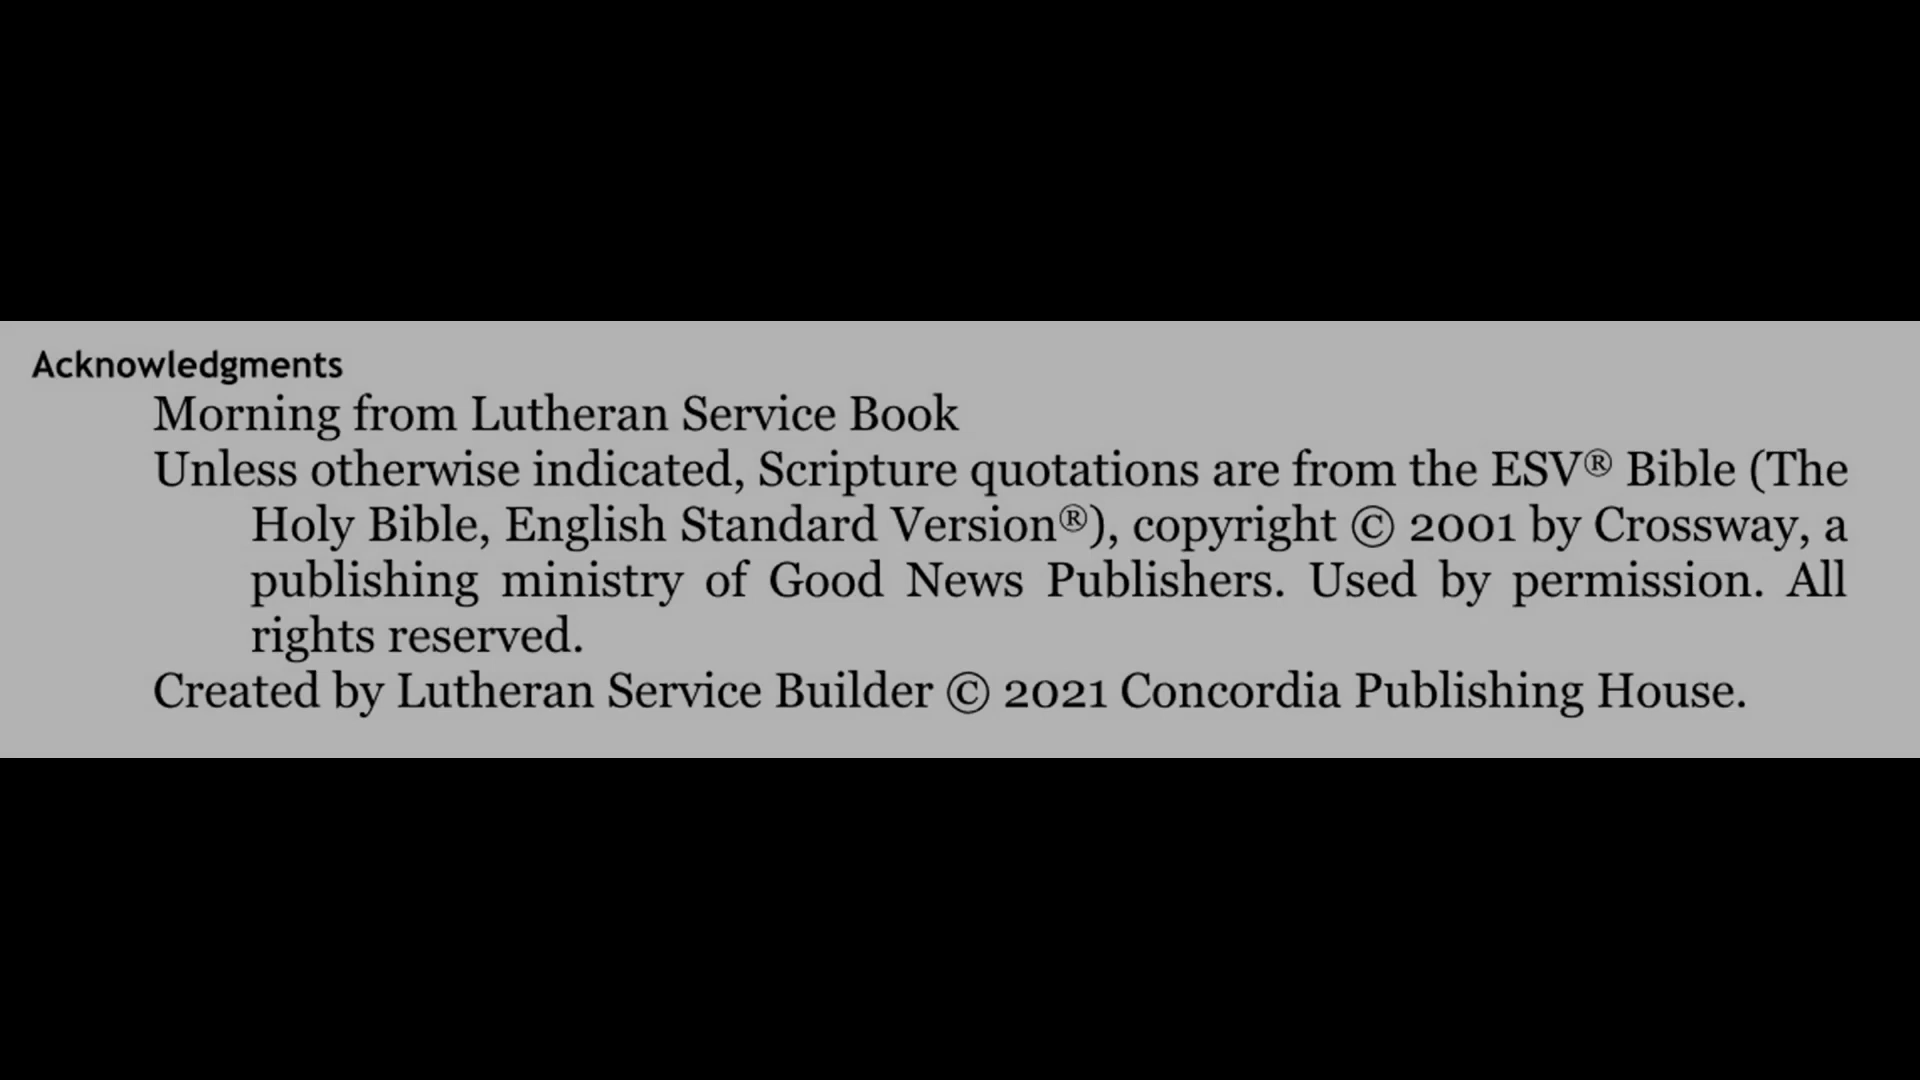 Acknowledgments
Morning from Lutheran Service Book
Unless otherwise indicated, Scripture quotations are from the ESV® Bible (The
Holy Bible, English Standard Version®), copyright © 2001 by Crossway, a
publishing ministry of Good News Publishers. Used by permission. All
rights reserved.
Created by Lutheran Service Builder © 2021 Concordia Publishing House.